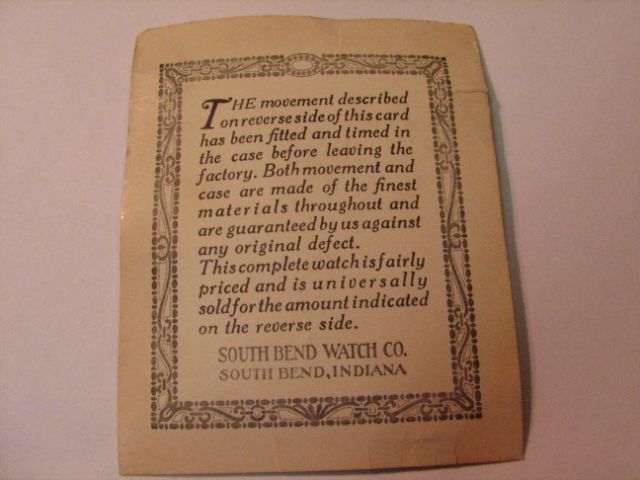 THE movement described
on reverse side of this card
has been fitted and timed in
the case before leaving the
factory. Both movement and
case are made of the finest
materials throughout and
are guaranteed by us against
any original defect.
This complete watch is fairly
priced and is universally
sold for the amount indicated
on the reverse side.
SOUTH BEND WATCH CO.
SOUTH BEND, INDIANA